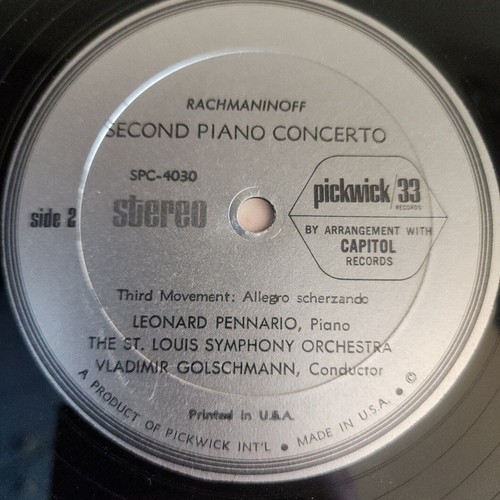 RACHMANINOFF
SECOND PIANO CONCERTO
SPC-4030
side 2 stereo
pickwick/33
RECORDS
BY ARRANGEMENT WITH
CAPITOL
RECORDS
Third Movement: Allegro scherzando
LEONARD PENNARIO, Piano
THE ST. LOUIS SYMPHONY ORCHESTRA
VLADIMIR GOLSCHMANN, Conductor
Printed in U.S.A.
A PRODUCT OF PICKWICK INT'L ● MADE IN U.S.A. ● ©